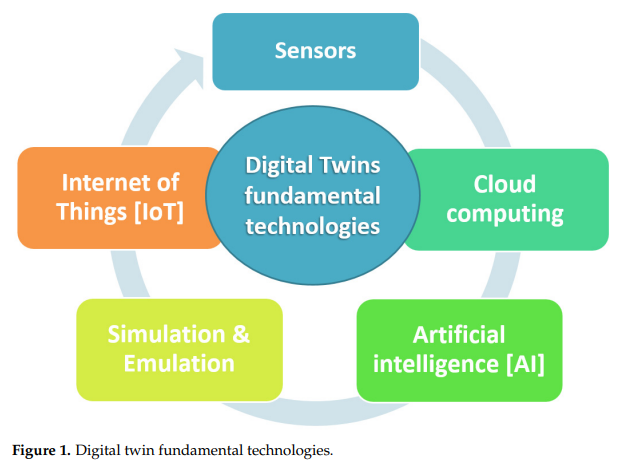 Sensors
Digital Twins
fundamental
technologies
Cloud
computing
Artificial
intelligence [AI]
Simulation &
Emulation
Internet of
Things [IoT]
Figure 1. Digital twin fundamental technologies.